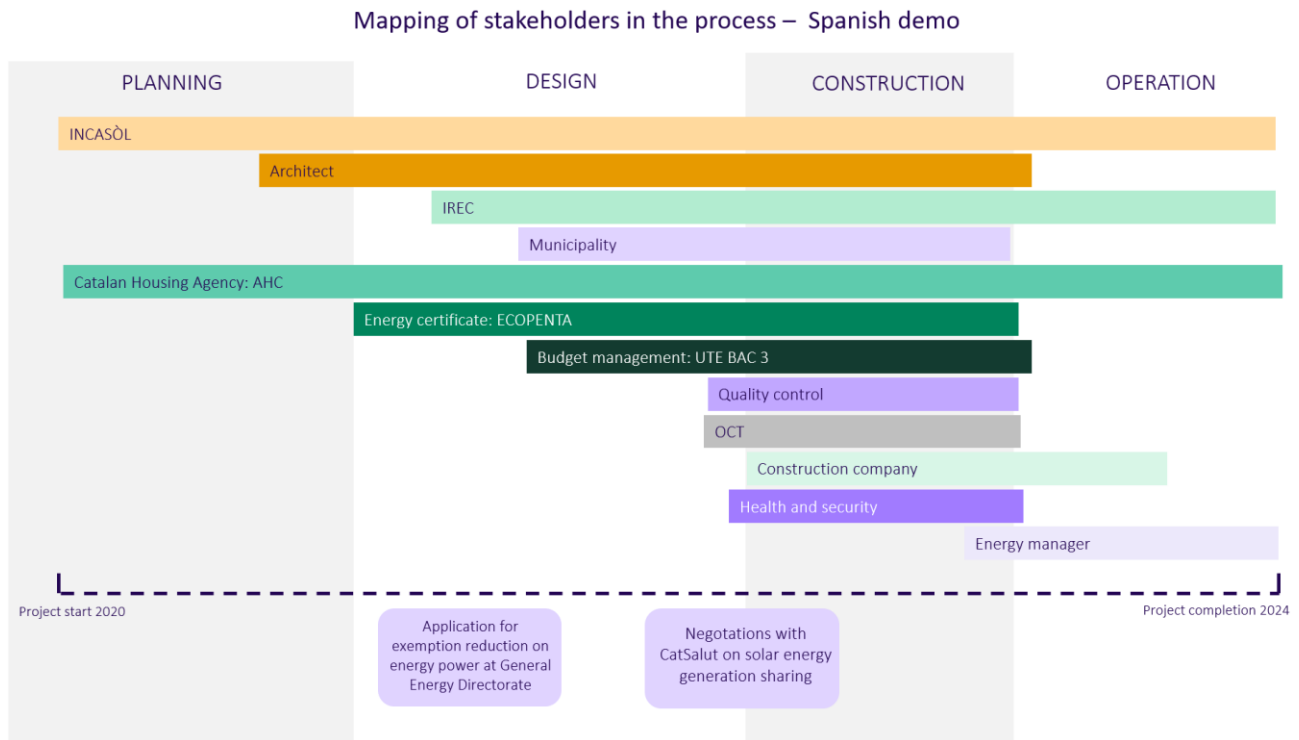 Mapping of stakeholders in the process – Spanish demo
PLANNING
DESIGN
CONSTRUCTION
OPERATION
INCASÒL
Architect
IREC
Municipality
Catalan Housing Agency: AHC
Energy certificate: ECOPENTA
Budget management: UTE BAC 3
Quality control
OCT
Construction company
Health and security
Energy manager
Project start 2020
Project completion 2024
Application for
exemption reduction on
energy power at General
Energy Directorate
Negotations with
CatSalut on solar energy
generation sharing